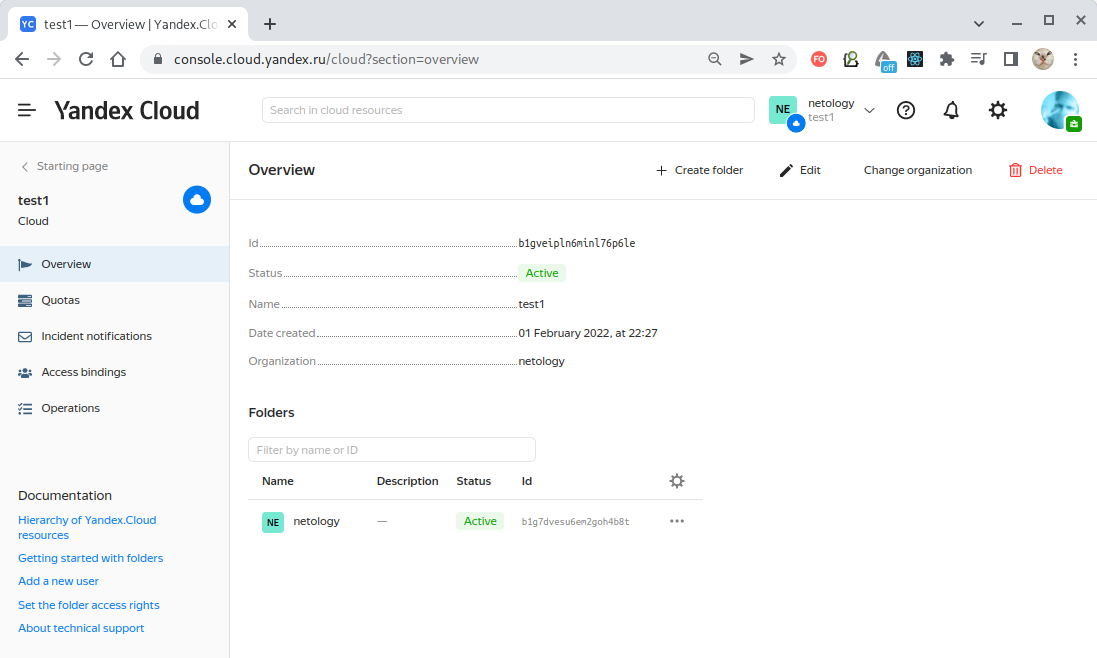 YC test1 — Overview | Yandex.Clo
console.cloud.yandex.ru/cloud?section=overview
FO
off
Yandex Cloud
Search in cloud resources
NE
netology
test1
Starting page
test1
Cloud
Overview
Quotas
Incident notifications
Access bindings
Operations
Documentation
Hierarchy of Yandex.Cloud
resources
Getting started with folders
Add a new user
Set the folder access rights
About technical support
Overview
Create folder
Edit
Change organization
Delete
Id b1gveipln6minl76p6le
Status Active
Name test1
Date created 01 February 2022, at 22:27
Organization netology
Folders
Filter by name or ID
Name Description Status Id
NE netology — Active b1g7dvesu6em2goh4b8t